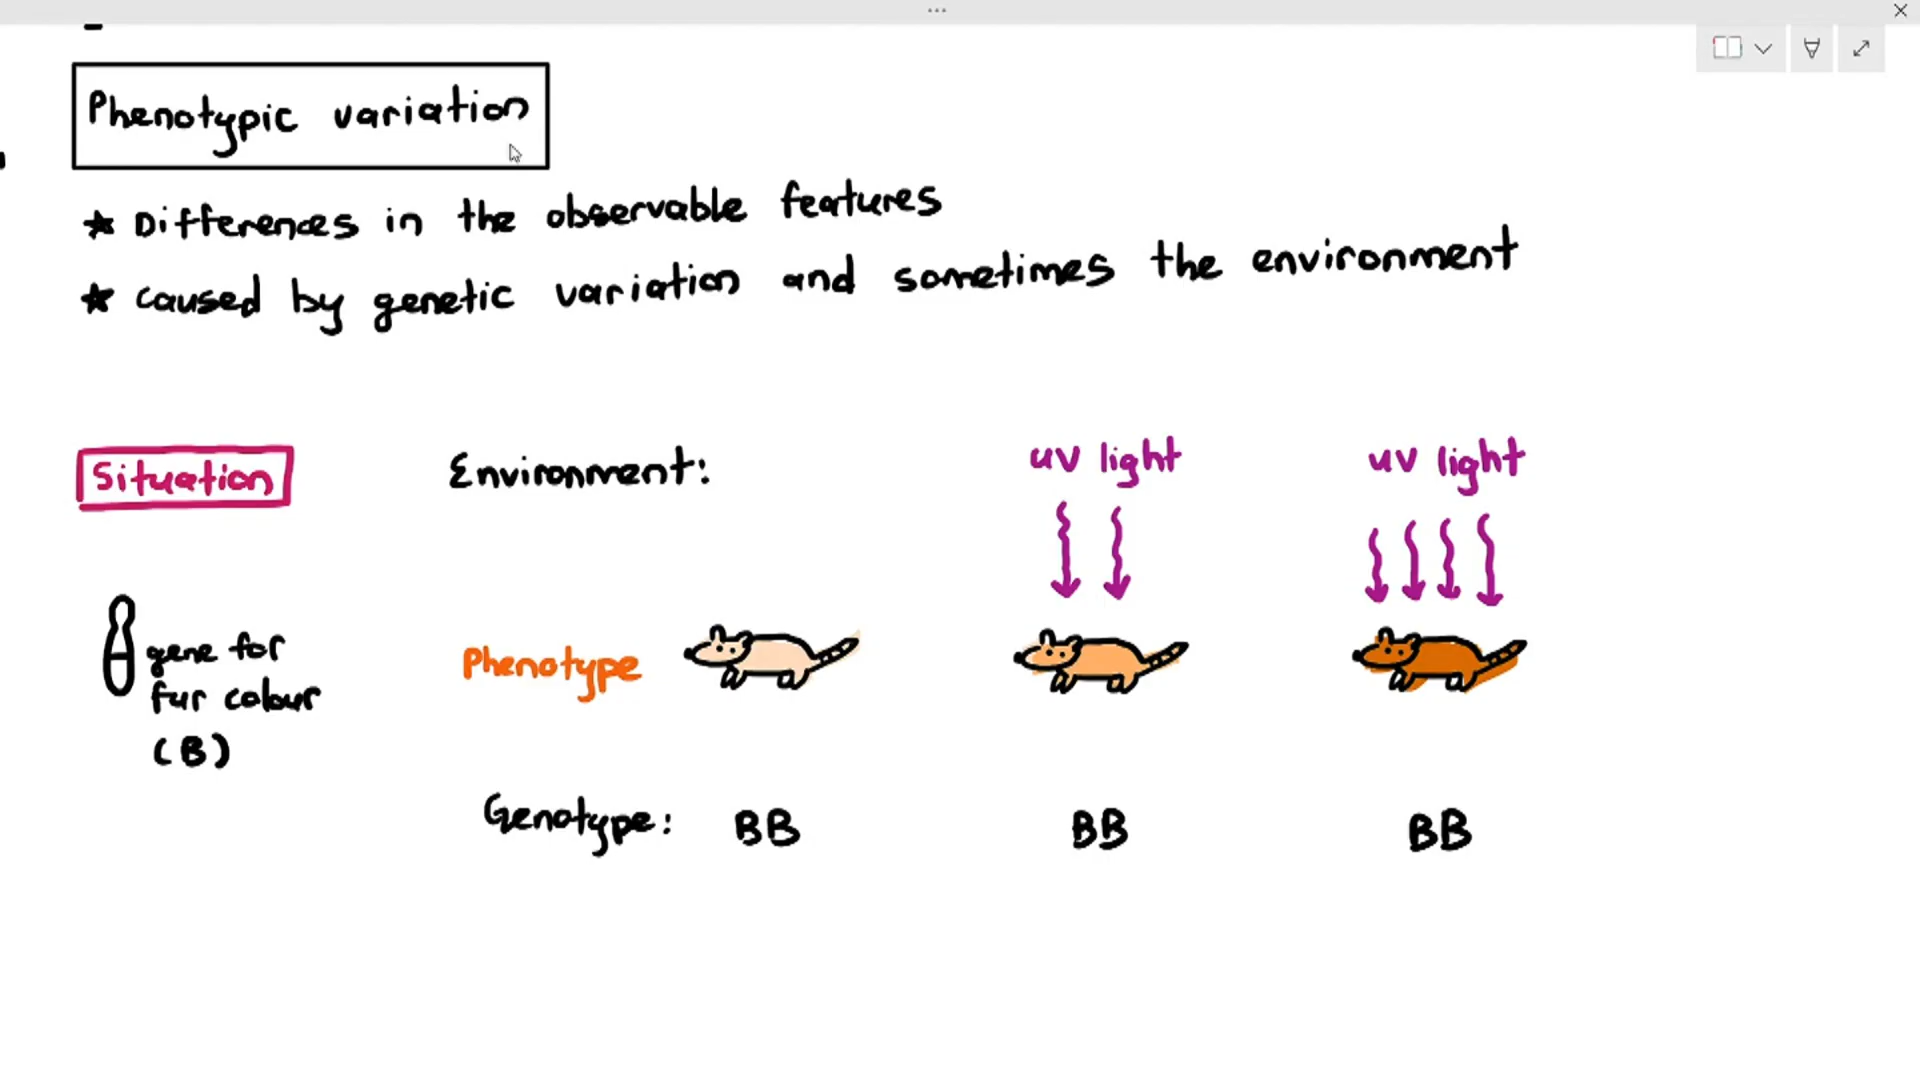 Phenotypic variation
★ Differences in the observable features
★ caused by genetic variation and sometimes the environment
Situation
Environment:
uv light
uv light
gene for
fur colour
(B)
Phenotype
Genotype: BB BB BB